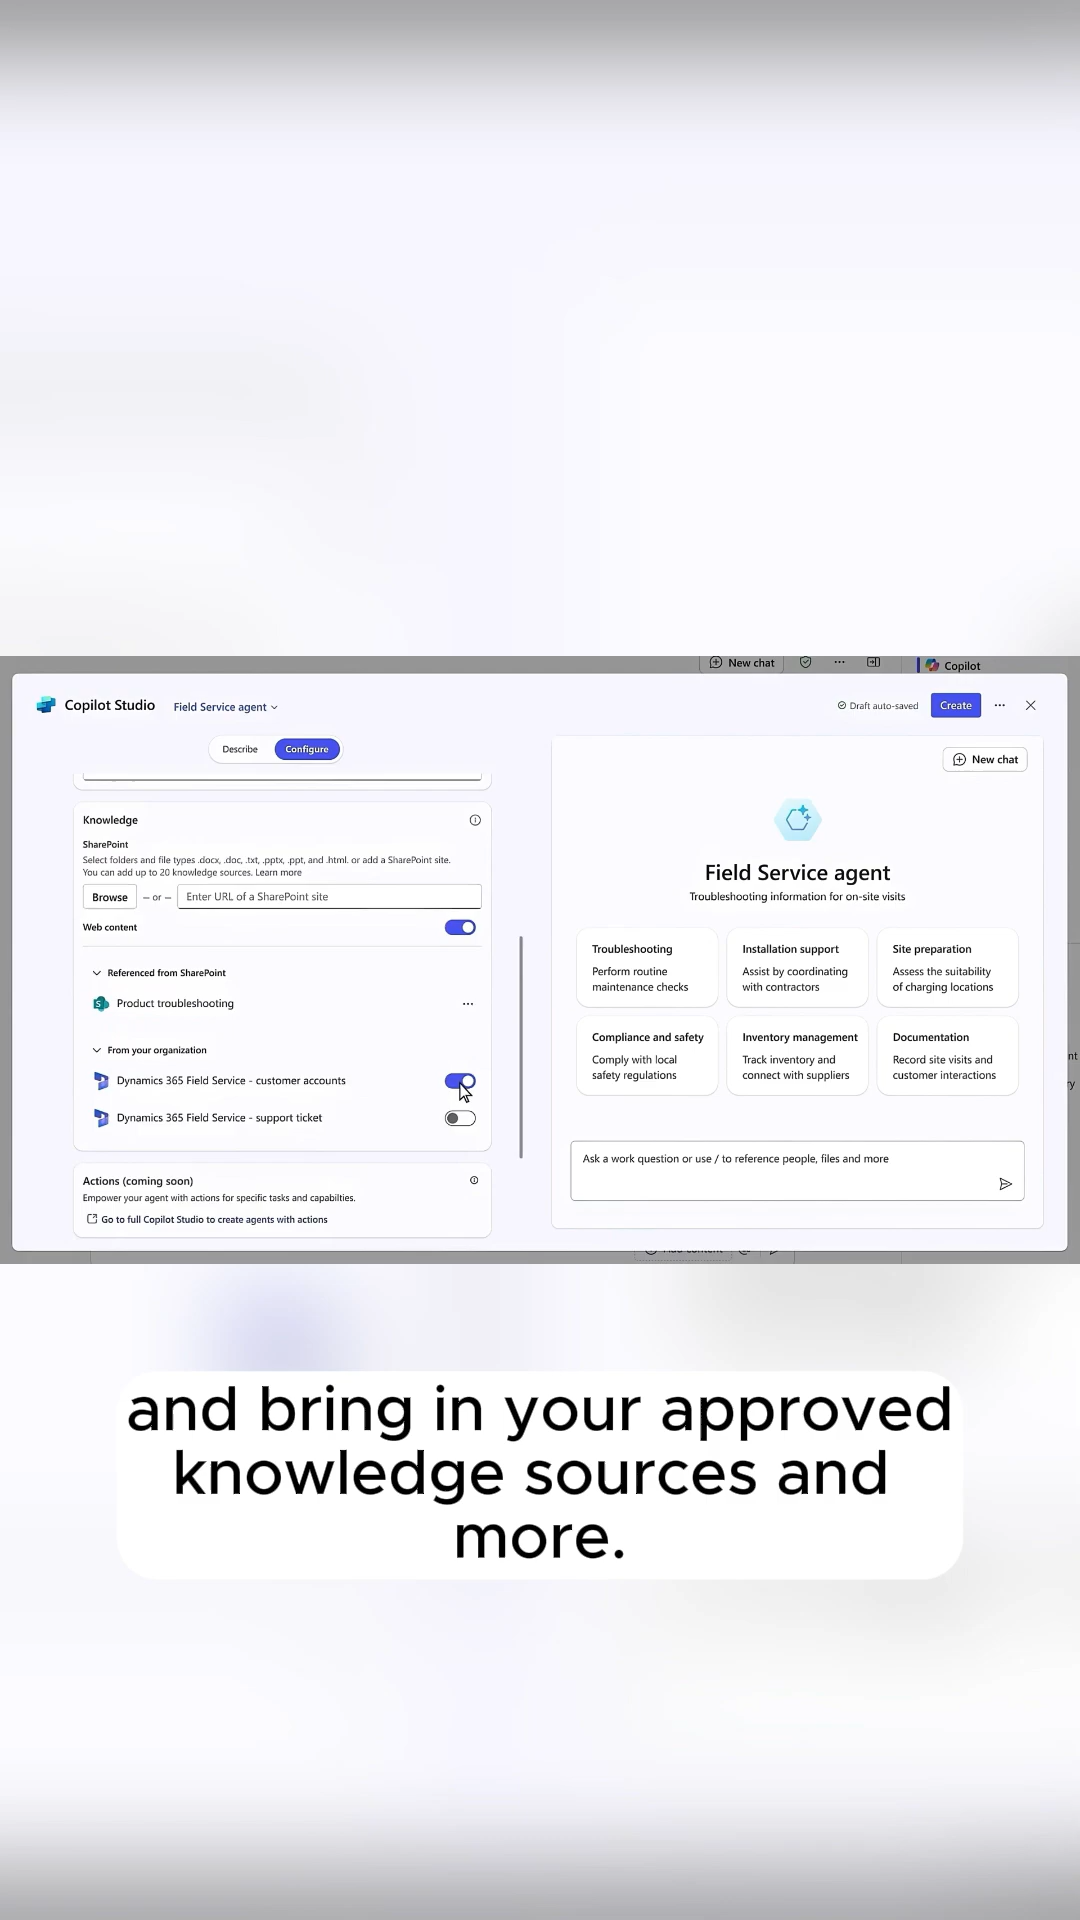 New chat
Copilot
Copilot Studio
Field Service agent
Draft auto-saved
Create
Describe
Configure
Knowledge
SharePoint
Select folders and file types .docx, .doc, .txt, .pptx, .ppt, and .html. or add a SharePoint site.
You can add up to 20 knowledge sources. Learn more
Browse
— or —
Enter URL of a SharePoint site
Web content
Referenced from SharePoint
Product troubleshooting
From your organization
Dynamics 365 Field Service - customer accounts
Dynamics 365 Field Service - support ticket
Actions (coming soon)
Empower your agent with actions for specific tasks and capabilties.
Go to full Copilot Studio to create agents with actions
New chat
Field Service agent
Troubleshooting information for on-site visits
Troubleshooting
Perform routine
maintenance checks
Installation support
Assist by coordinating
with contractors
Site preparation
Assess the suitability
of charging locations
Compliance and safety
Comply with local
safety regulations
Inventory management
Track inventory and
connect with suppliers
Documentation
Record site visits and
customer interactions
Ask a work question or use / to reference people, files and more
and bring in your approved
knowledge sources and
more.